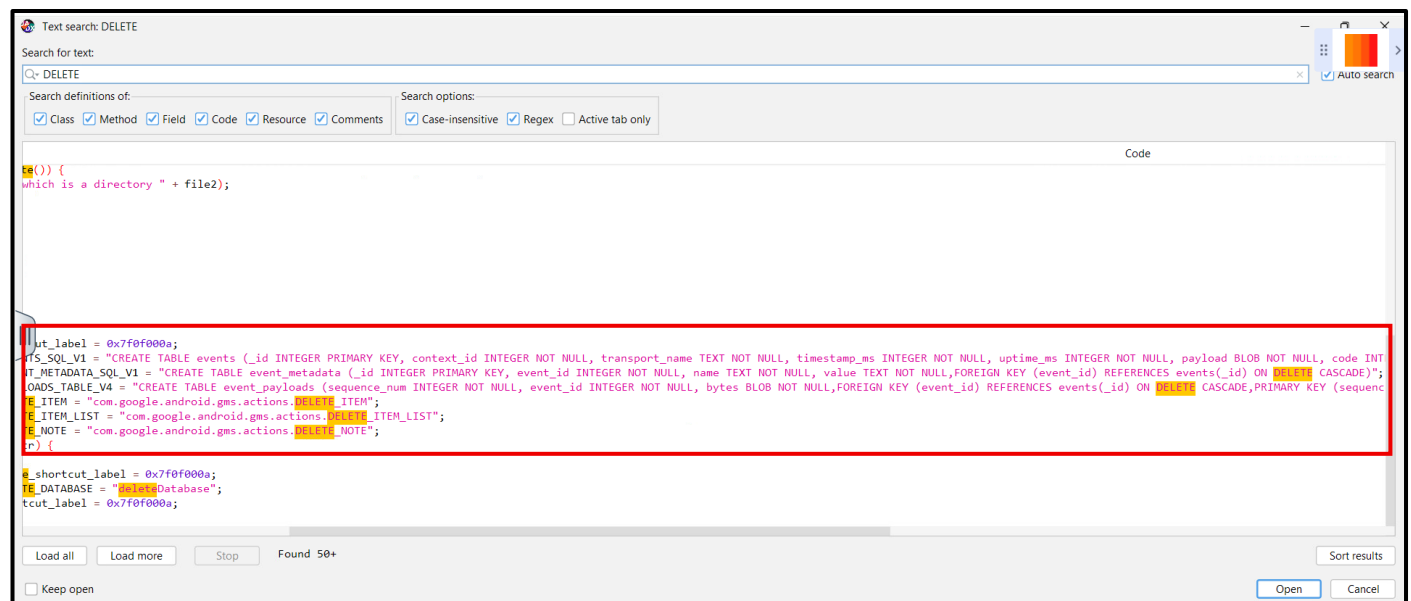 Text search: DELETE
Search for text:
DELETE
Auto search
Search definitions of:
Search options:
Class Method Field Code Resource Comments
Case-insensitive Regex Active tab only
Code
te()) {
which is a directory " + file2);
ut_label = 0x7f0f000a;
NTS_SQL_V1 = "CREATE TABLE events (_id INTEGER PRIMARY KEY, context_id INTEGER NOT NULL, transport_name TEXT NOT NULL, timestamp_ms INTEGER NOT NULL, uptime_ms INTEGER NOT NULL, payload BLOB NOT NULL, code INT
NT_METADATA_SQL_V1 = "CREATE TABLE event_metadata (_id INTEGER PRIMARY KEY, event_id INTEGER NOT NULL, name TEXT NOT NULL, value TEXT NOT NULL,FOREIGN KEY (event_id) REFERENCES events(_id) ON DELETE CASCADE)";
LOADS_TABLE_V4 = "CREATE TABLE event_payloads (sequence_num INTEGER NOT NULL, event_id INTEGER NOT NULL, bytes BLOB NOT NULL,FOREIGN KEY (event_id) REFERENCES events(_id) ON DELETE CASCADE,PRIMARY KEY (sequenc
TE_ITEM = "com.google.android.gms.actions.DELETE_ITEM";
TE_ITEM_LIST = "com.google.android.gms.actions.DELETE_ITEM_LIST";
TE_NOTE = "com.google.android.gms.actions.DELETE_NOTE";
tr) {
e_shortcut_label = 0x7f0f000a;
TE_DATABASE = "deleteDatabase";
tcut_label = 0x7f0f000a;
Load all Load more Stop Found 50+
Sort results
Keep open
Open Cancel